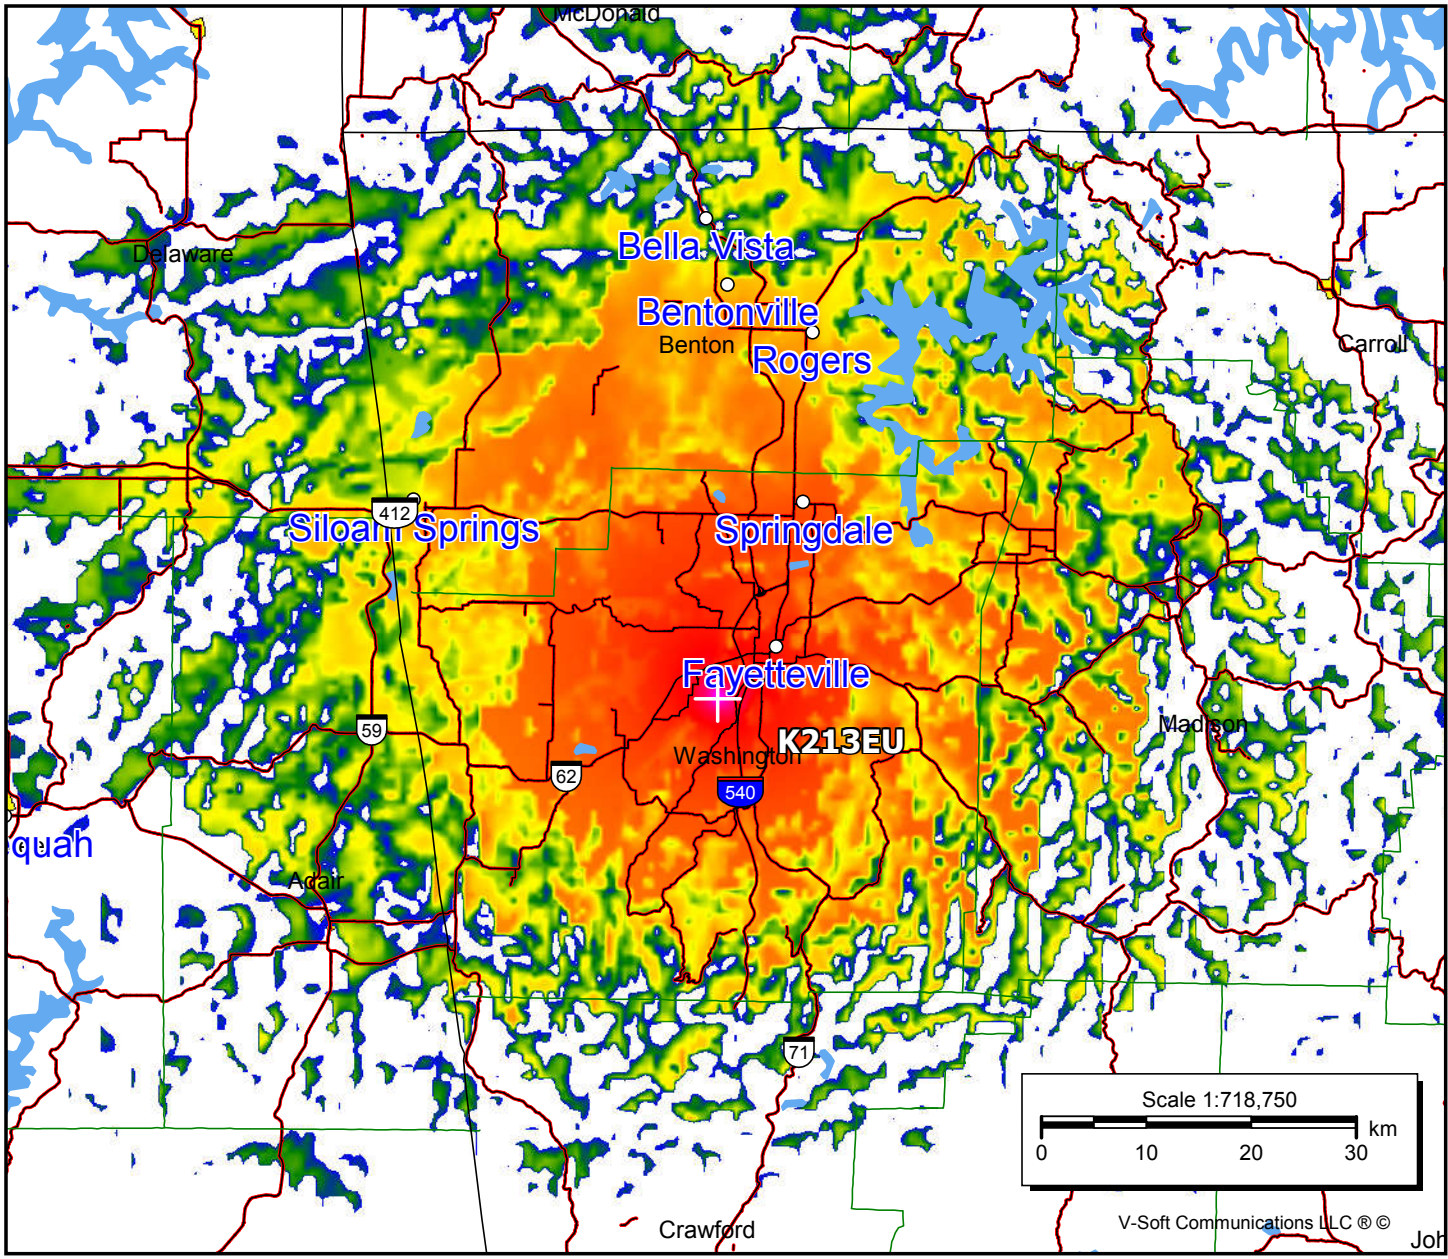 McDonald
Delaware
Bella Vista
Bentonville
Benton
Rogers
Carroll
412
Siloam Springs
Springdale
Fayetteville
59
Madison
K213EU
Washington
62
540
quah
Adair
71
Scale 1:718,750
km
0 10 20 30
V-Soft Communications LLC ® ©
Crawford
Joh